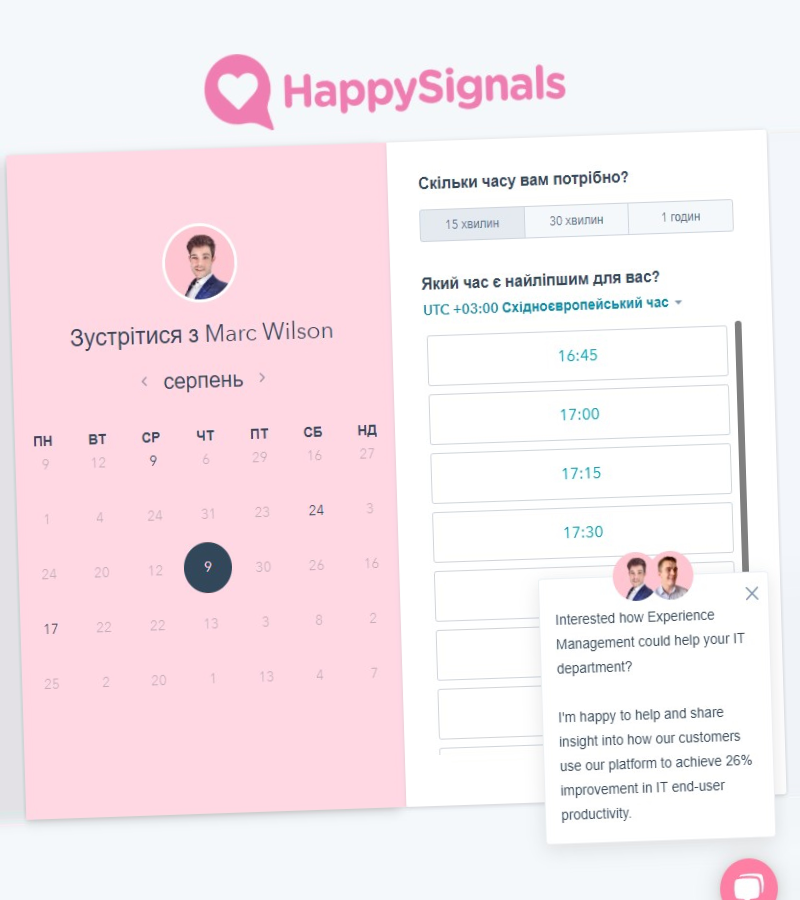 HappySignals
Зустрітися з Marc Wilson
серпень
ПН ВТ СР ЧТ ПТ СБ НД
9 12 9 6 29 16 27
1 4 24 31 23 24 3
24 20 12 9 30 26 16
17 22 22 13 3 8 2
25 2 20 1 13 4 7
Скільки часу вам потрібно?
15 хвилин 30 хвилин 1 годин
Який час є найліпшим для вас?
UTC +03:00 Східноєвропейський час
16:45
17:00
17:15
17:30
Interested how Experience
Management could help your IT
department?
I'm happy to help and share
insight into how our customers
use our platform to achieve 26%
improvement in IT end-user
productivity.